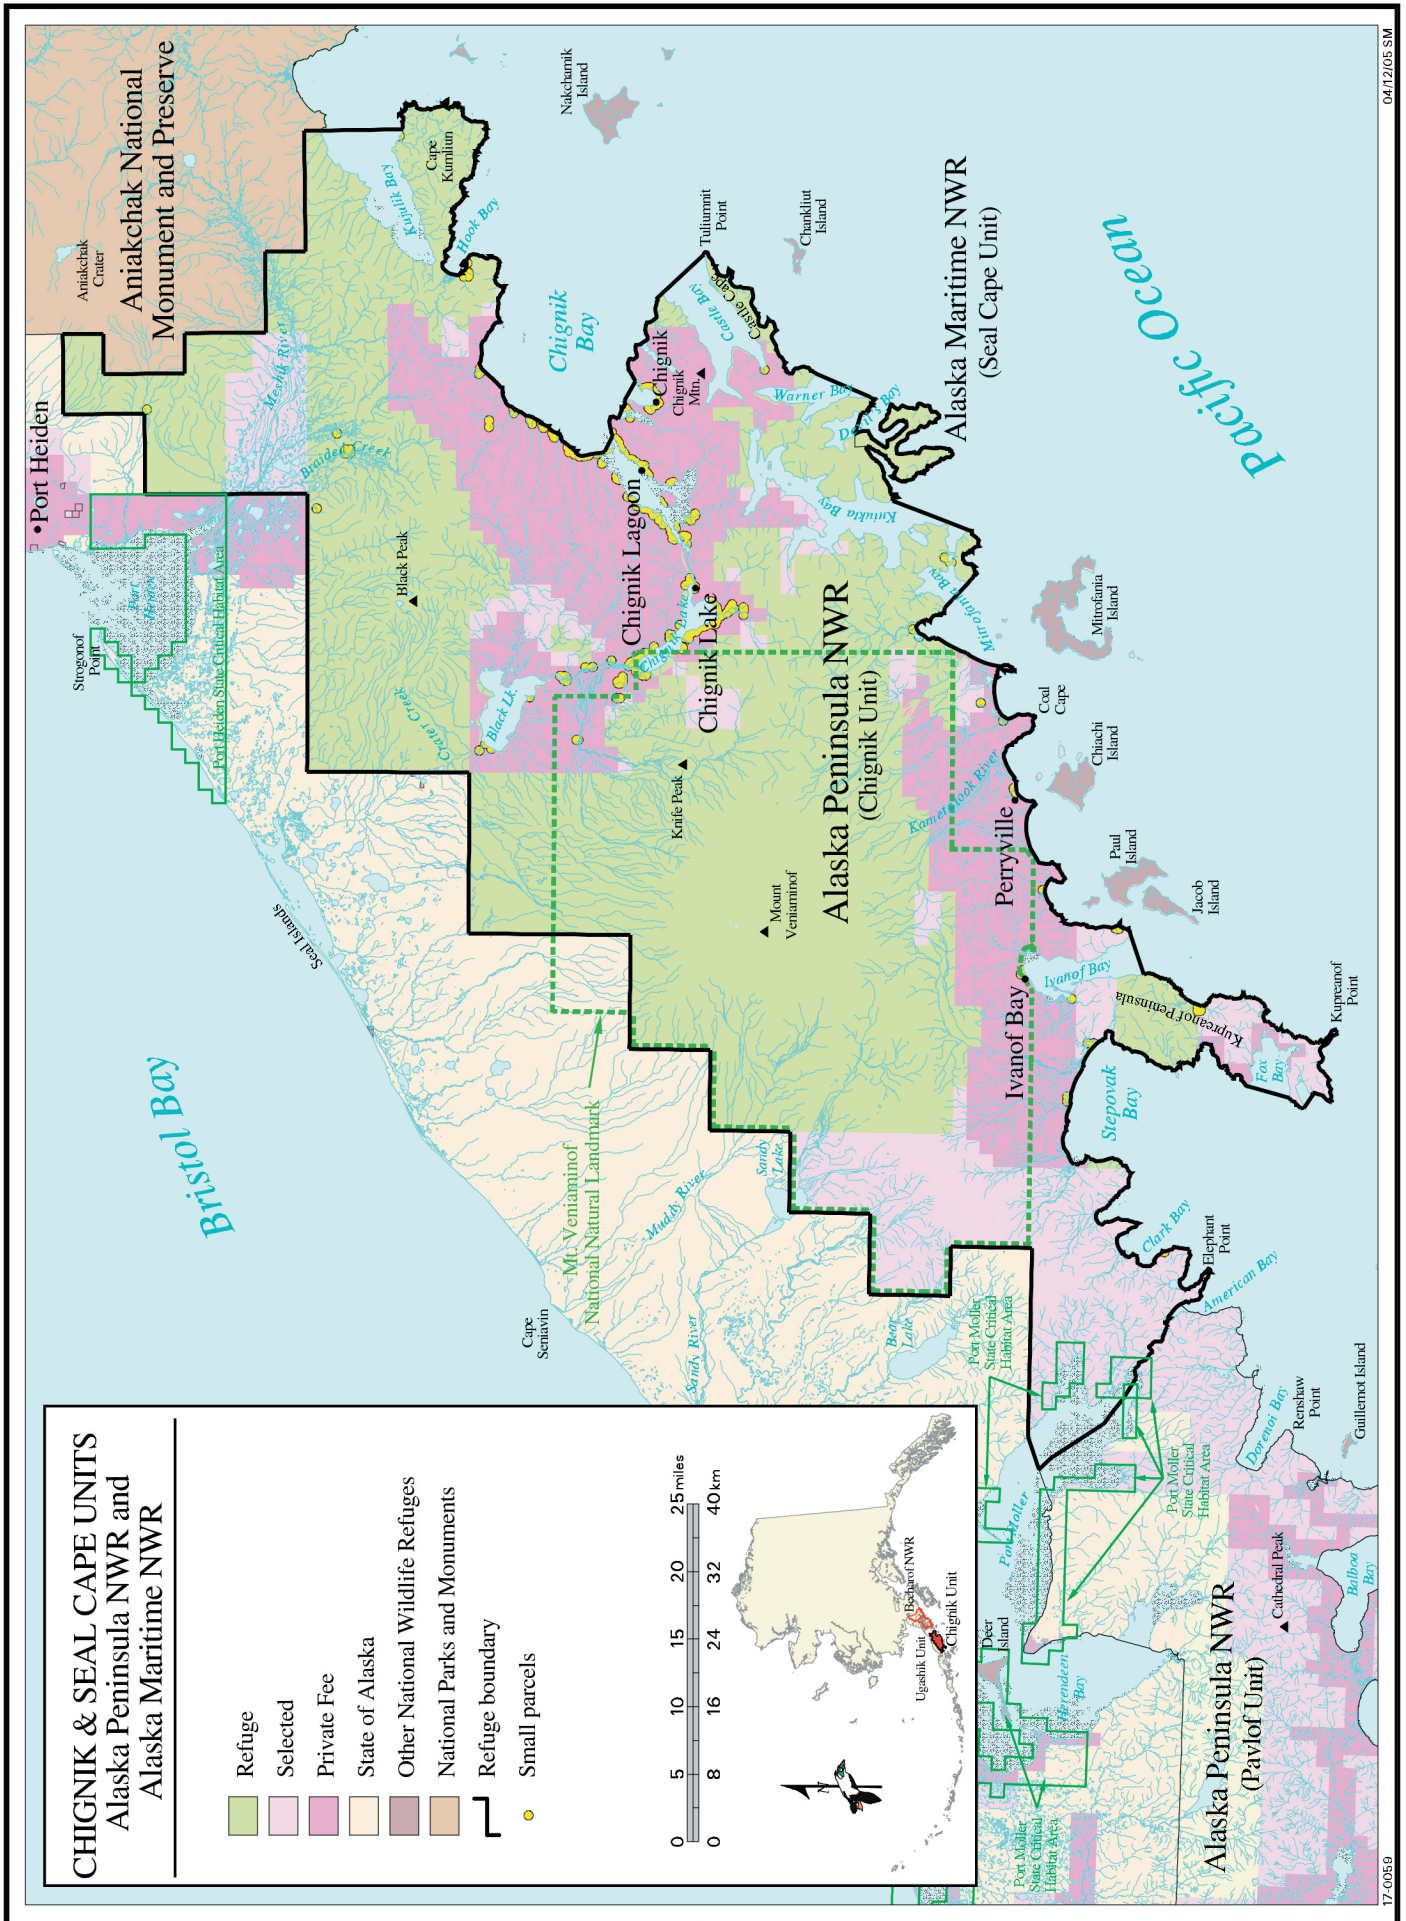 CHIGNIK & SEAL CAPE UNITS
Alaska Peninsula NWR and
Alaska Maritime NWR
Refuge
Selected
Private Fee
State of Alaska
Other National Wildlife Refuges
National Parks and Monuments
Refuge boundary
Small parcels
0 5 10 15 20 25 miles
0 8 16 24 32 40 km
N
Ugashik Unit
Becharof NWR
Chignik Unit
Bristol Bay
Seal Islands
Cape
Seniavin
Mt. Veniaminof
National Natural Landmark
Muddy River
Sandy River
Sandy
Lake
Bear
Lake
Strogonof
Point
Port
Heiden
Port Heiden State Critical Habitat Area
Port Heiden
Aniakchak
Crater
Aniakchak National
Monument and Preserve
Meshik River
Braided Creek
Black Peak
Crater Creek
Black Lk.
Kujulik Bay
Cape
Kumliun
Hook Bay
Chignik
Bay
Nakchamik
Island
Chignik Lagoon
Chignik Lake
Chignik Lake
Chignik
Chignik
Mtn.
Castle Bay
Castle Cape
Tuliumnit
Point
Chankliut
Island
Warner Bay
Devil's Bay
Kuiukta Bay
Mitrofania Bay
Alaska Maritime NWR
(Seal Cape Unit)
Pacific Ocean
Knife Peak
Mount
Veniaminof
Alaska Peninsula NWR
(Chignik Unit)
Kametolook River
Perryville
Mitrofania
Island
Coal
Cape
Chiachi
Island
Paul
Island
Jacob
Island
Ivanof Bay
Ivanof Bay
Kupreanof Peninsula
Kupreanof
Point
Fox
Bay
Stepovak
Bay
Clark Bay
Elephant
Point
American Bay
Port Moller
State Critical
Habitat Area
Port Moller
Port Moller
State Critical
Habitat Area
Dorenoi Bay
Renshaw
Point
Guillemot Island
Deer
Island
Herendeen
Bay
Port Moller
State Critical
Habitat Area
Alaska Peninsula NWR
(Pavlof Unit)
Cathedral Peak
Balboa
Bay
17-0059
04/12/05 SM